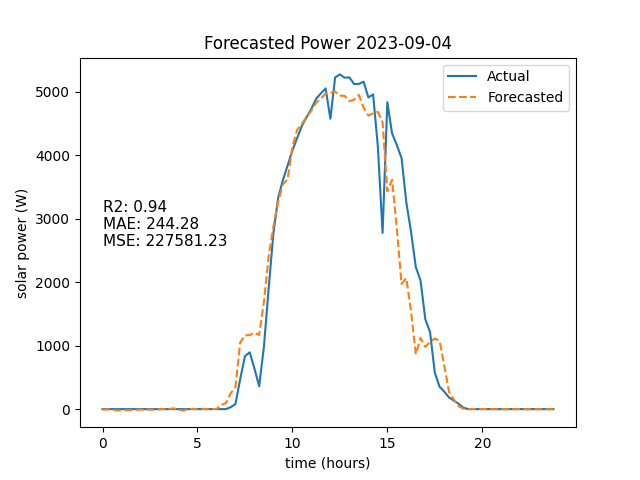 Forecasted Power 2023-09-04
Actual
Forecasted
R2: 0.94
MAE: 244.28
MSE: 227581.23
solar power (W)
5000
4000
3000
2000
1000
0
0 5 10 15 20
time (hours)